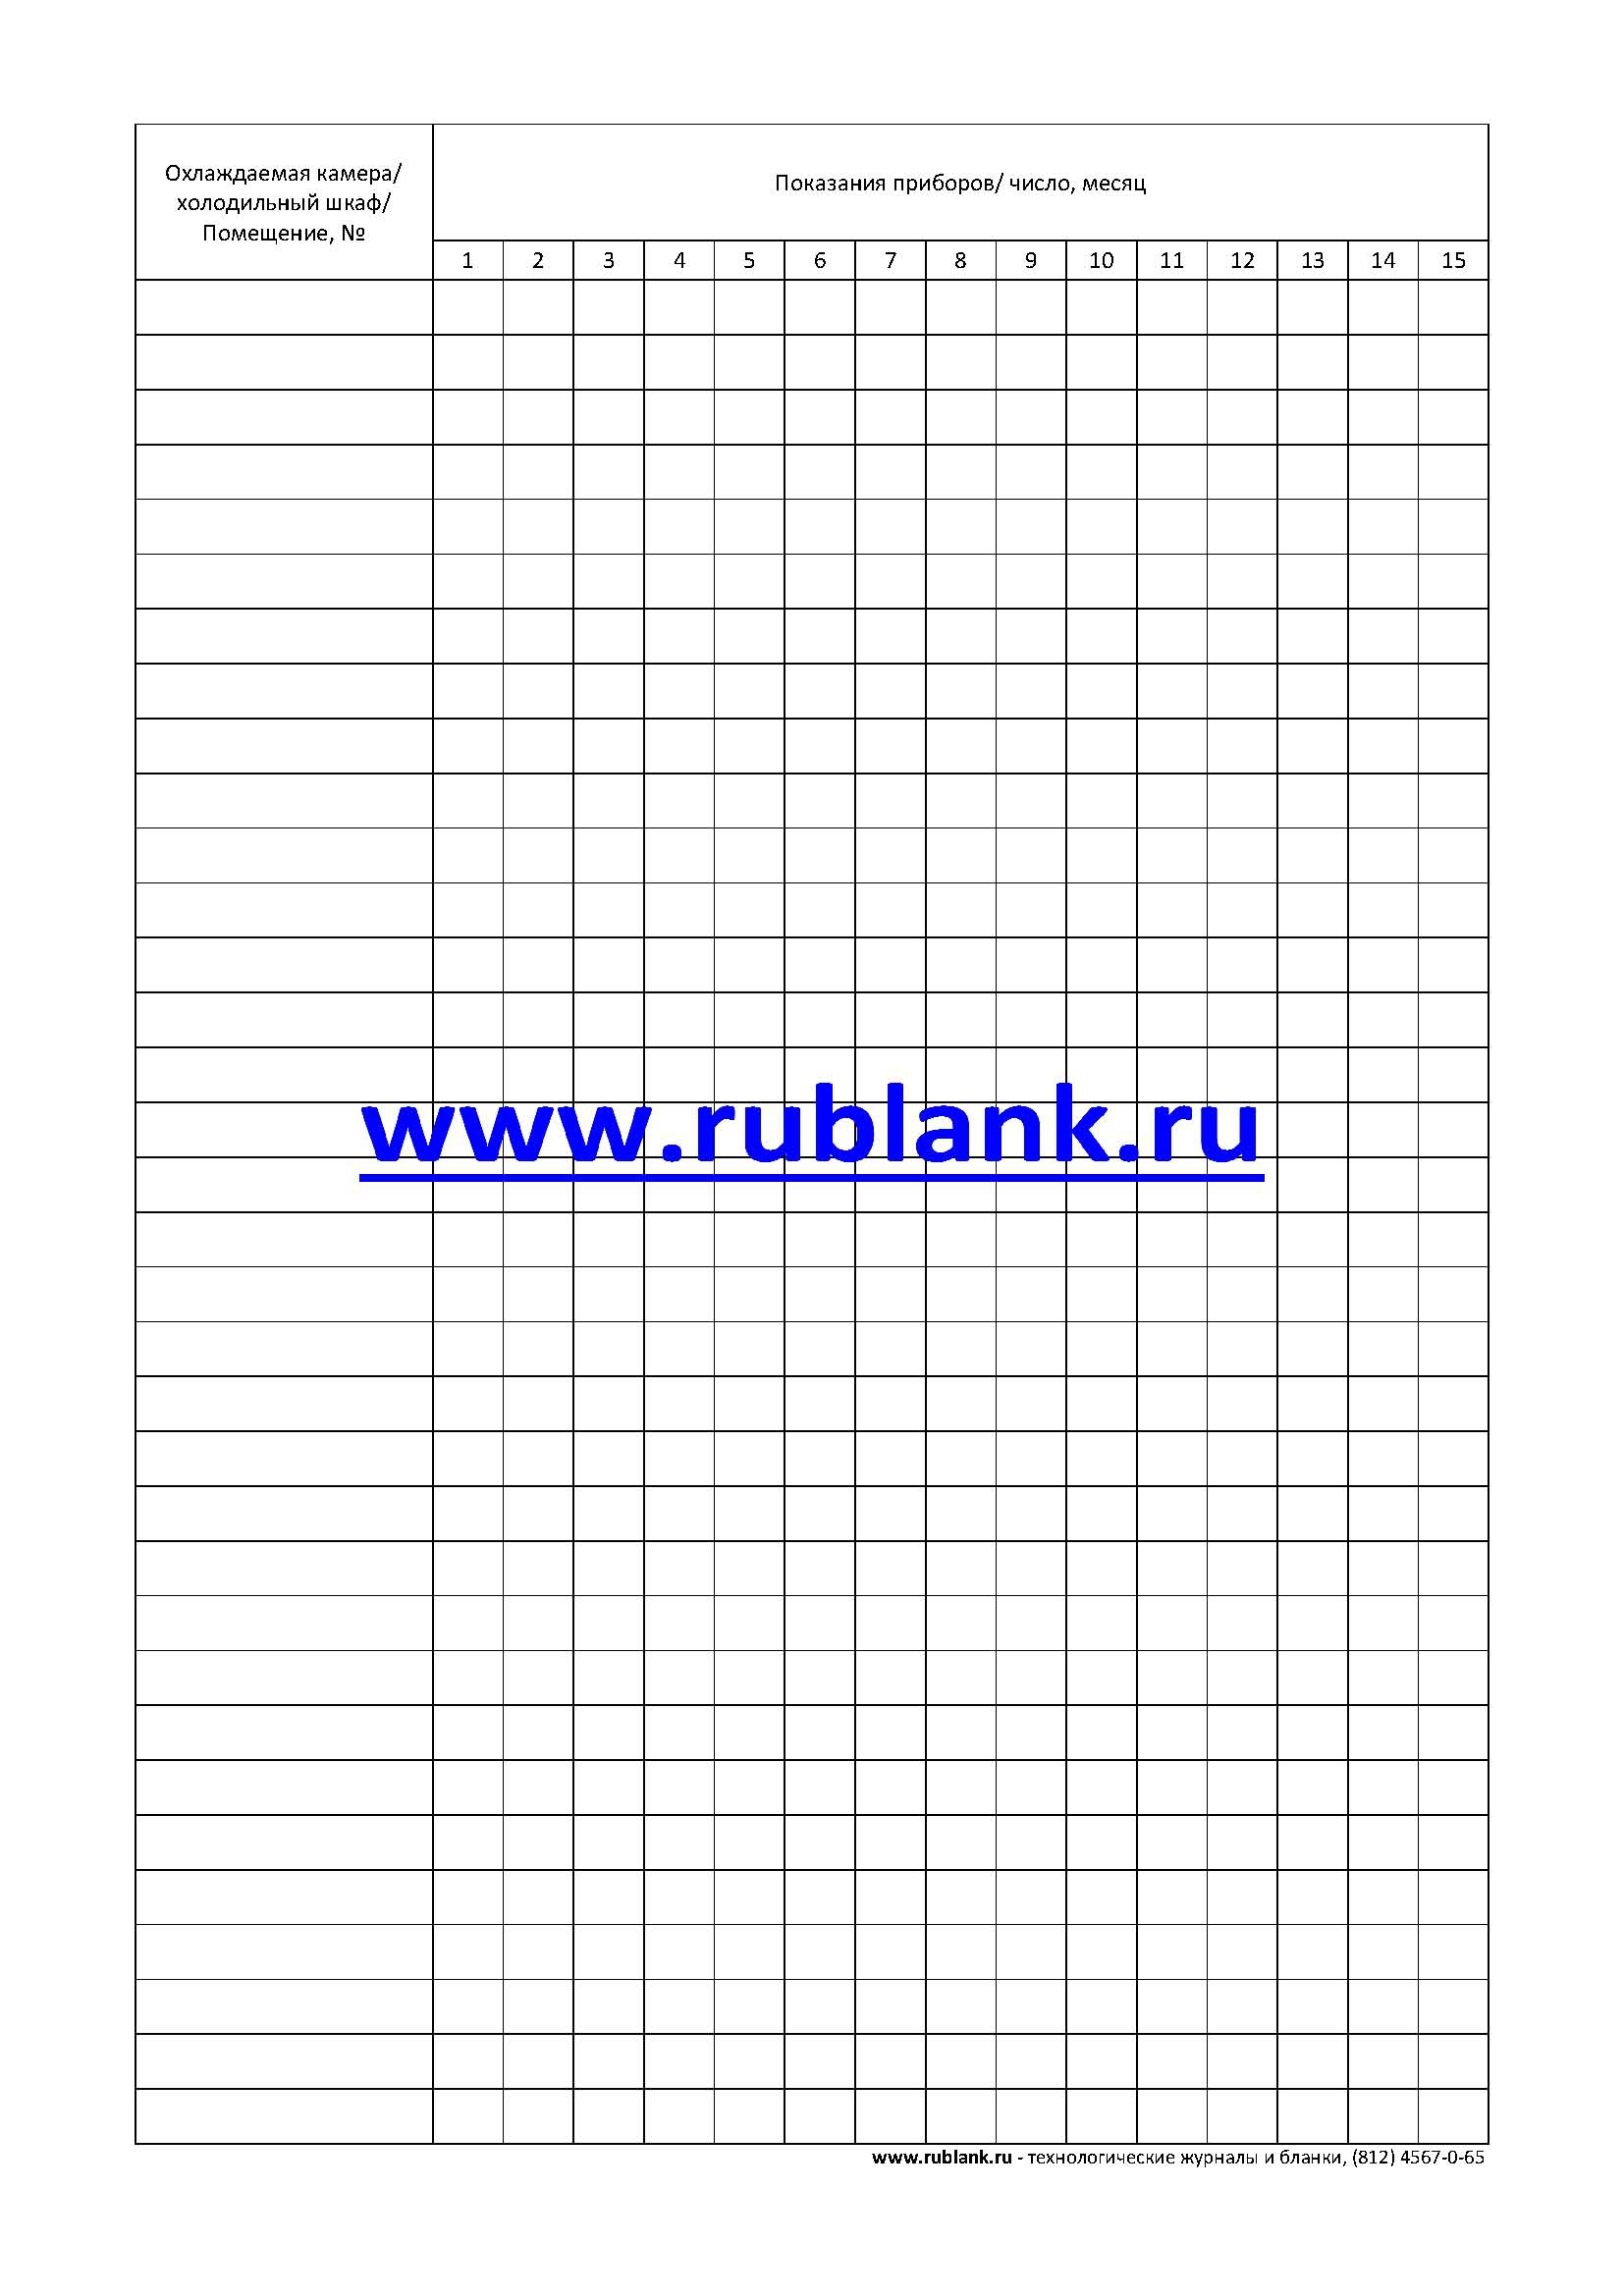 Охлаждаемая камера/
холодильный шкаф/
Помещение, №
Показания приборов/ число, месяц
1 2 3 4 5 6 7 8 9 10 11 12 13 14 15
www.rublank.ru
www.rublank.ru - технологические журналы и бланки, (812) 4567-0-65